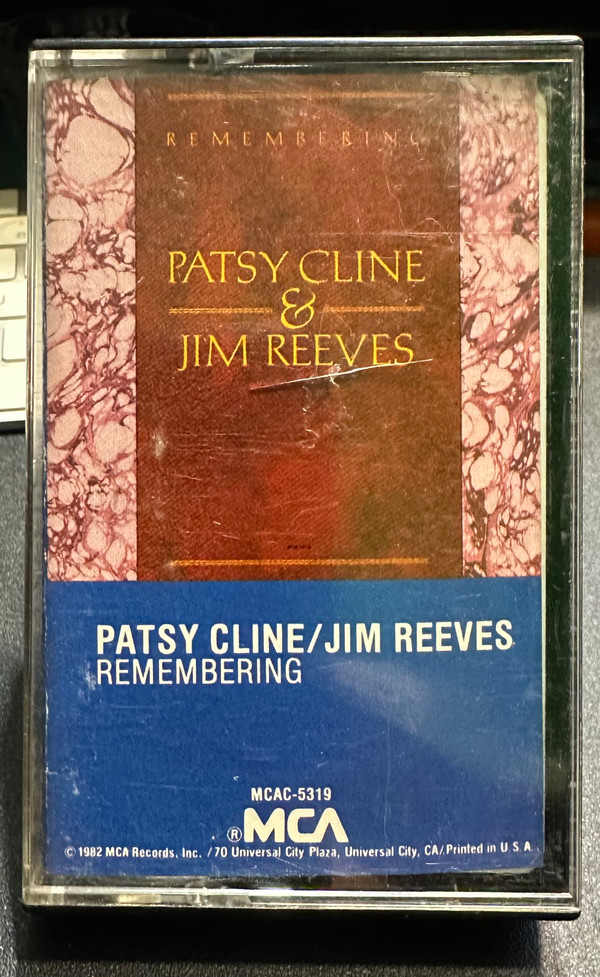 REMEMBERING
PATSY CLINE
&
JIM REEVES
PATSY CLINE/JIM REEVES
REMEMBERING
MCAC-5319
® MCA
© 1982 MCA Records, Inc. /70 Universal City Plaza, Universal City, CA/Printed in U.S.A.